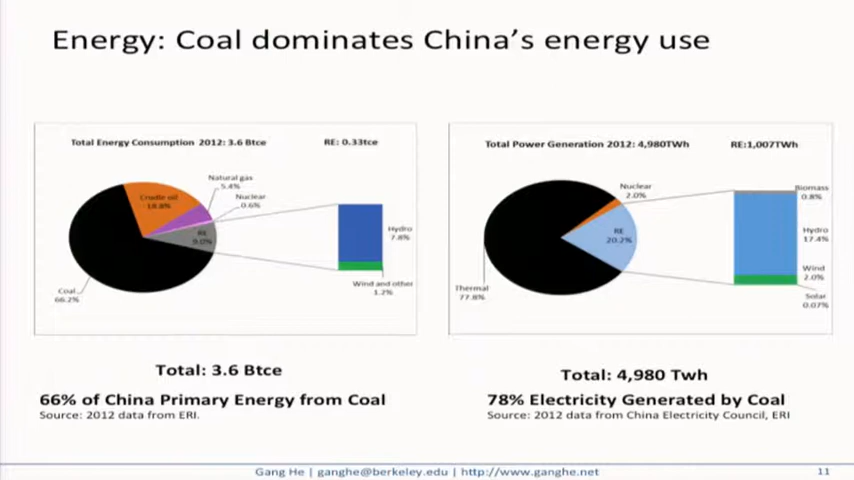 Energy: Coal dominates China's energy use
Total Energy Consumption 2012: 3.6 Btce
RE: 0.33tce
Natural gas
5.4%
Nuclear
0.6%
Crude oil
18.8%
RE
9.0%
Hydro
7.8%
Wind and other
1.2%
Coal
66.2%
Total Power Generation 2012: 4,980TWh
RE:1,007TWh
Nuclear
2.0%
Biomass
0.8%
RE
20.2%
Hydro
17.4%
Wind
2.0%
Thermal
77.8%
Solar
0.07%
Total: 3.6 Btce
66% of China Primary Energy from Coal
Source: 2012 data from ERI.
Total: 4,980 Twh
78% Electricity Generated by Coal
Source: 2012 data from China Electricity Council, ERI
Gang He | ganghe@berkeley.edu | http://www.ganghe.net
11